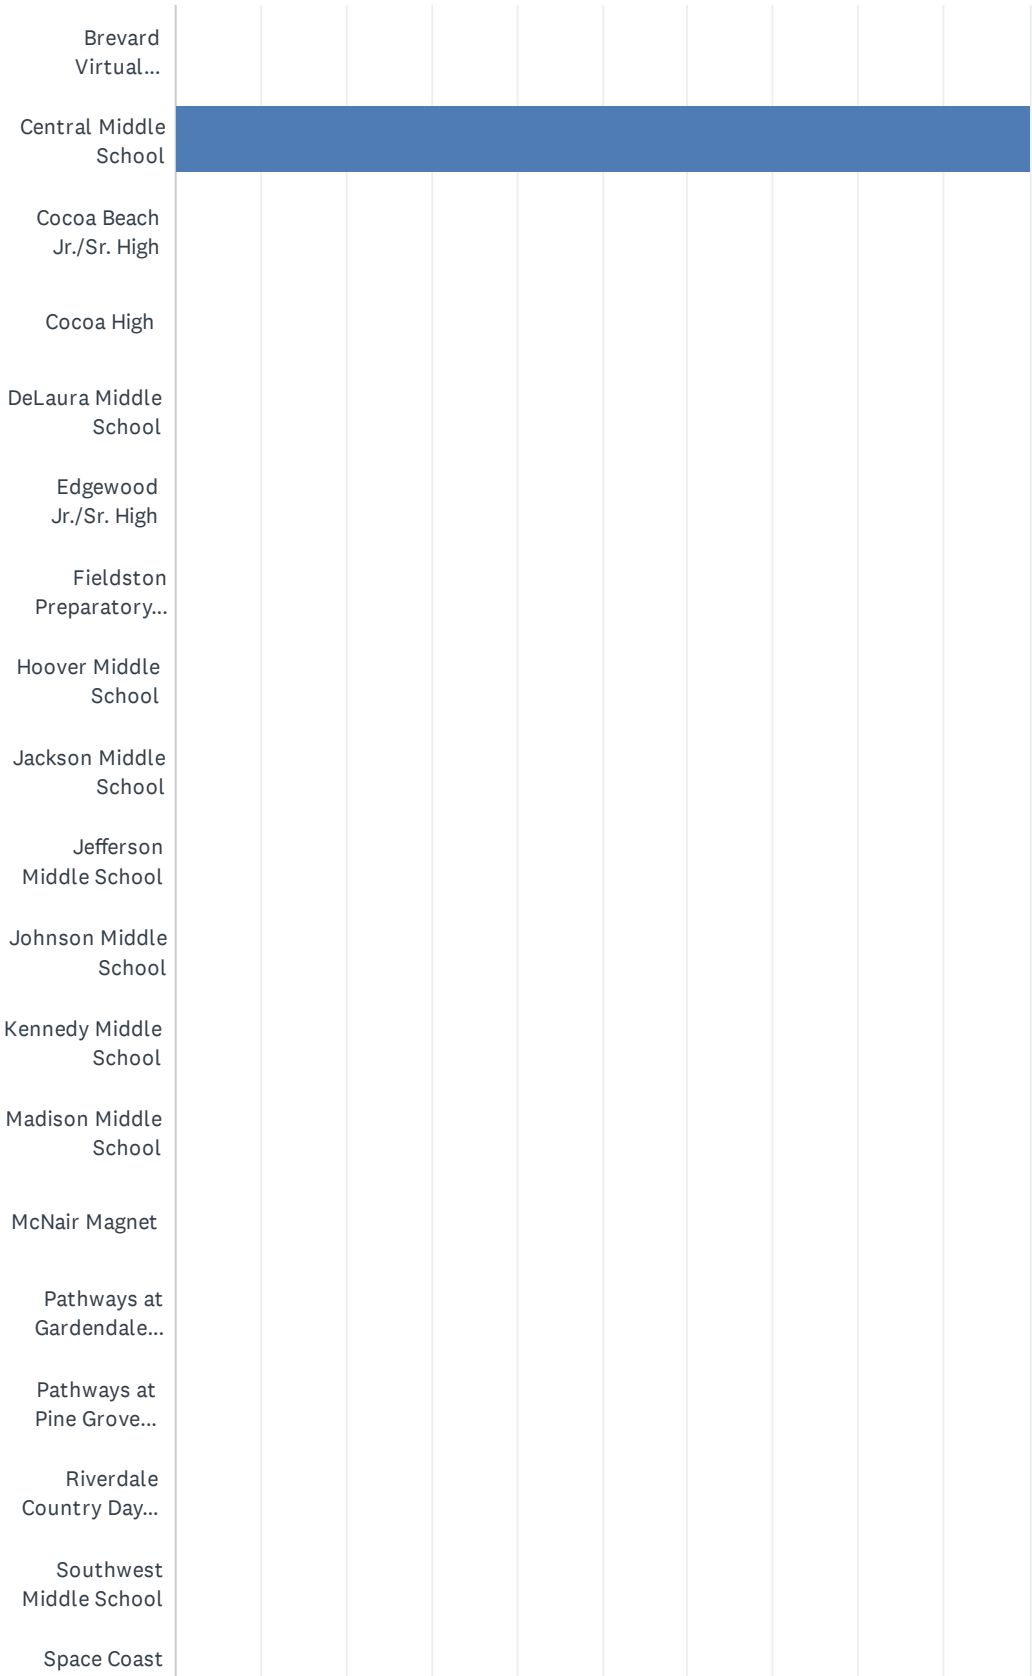 Brevard
Virtual...
Central Middle
School
Cocoa Beach
Jr./Sr. High
Cocoa High
DeLaura Middle
School
Edgewood
Jr./Sr. High
Fieldston
Preparatory...
Hoover Middle
School
Jackson Middle
School
Jefferson
Middle School
Johnson Middle
School
Kennedy Middle
School
Madison Middle
School
McNair Magnet
Pathways at
Gardendale...
Pathways at
Pine Grove...
Riverdale
Country Day...
Southwest
Middle School
Space Coast